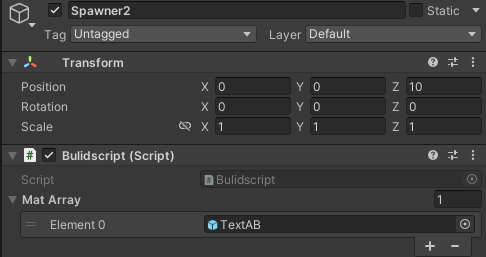 Spawner2 Static
Tag Untagged Layer Default
Transform
Position X 0 Y 0 Z 10
Rotation X 0 Y 0 Z 0
Scale X 1 Y 1 Z 1
Bulidscript (Script)
Script Bulidscript
Mat Array 1
Element 0 TextAB
+ −